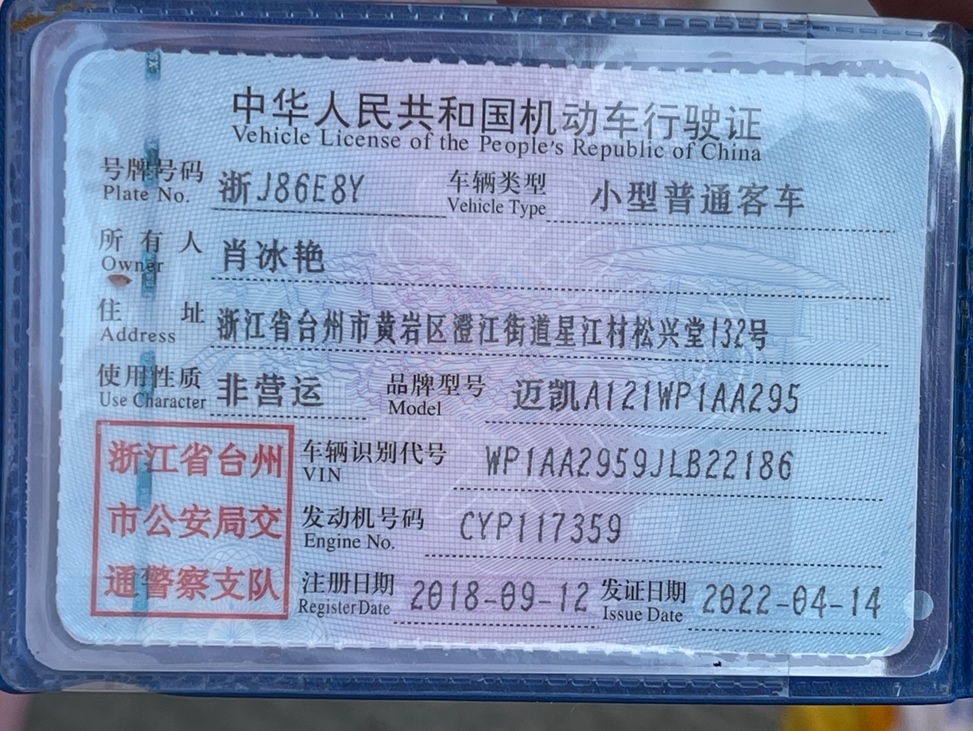 中华人民共和国机动车行驶证
Vehicle License of the People's Republic of China
号牌号码 浙J86E8Y 车辆类型 小型普通客车
Plate No. Vehicle Type
所有人 肖冰艳
Owner
住址 浙江省台州市黄岩区澄江街道星江村松兴堂132号
Address
使用性质 非营运 品牌型号 迈凯A121WP1AA295
Use Character Model
浙江省台州
市公安局交
通警察支队
车辆识别代号 WP1AA2959JLB22186
VIN
发动机号码 CYP117359
Engine No.
注册日期 2018-09-12 发证日期 2022-04-14
Register Date Issue Date